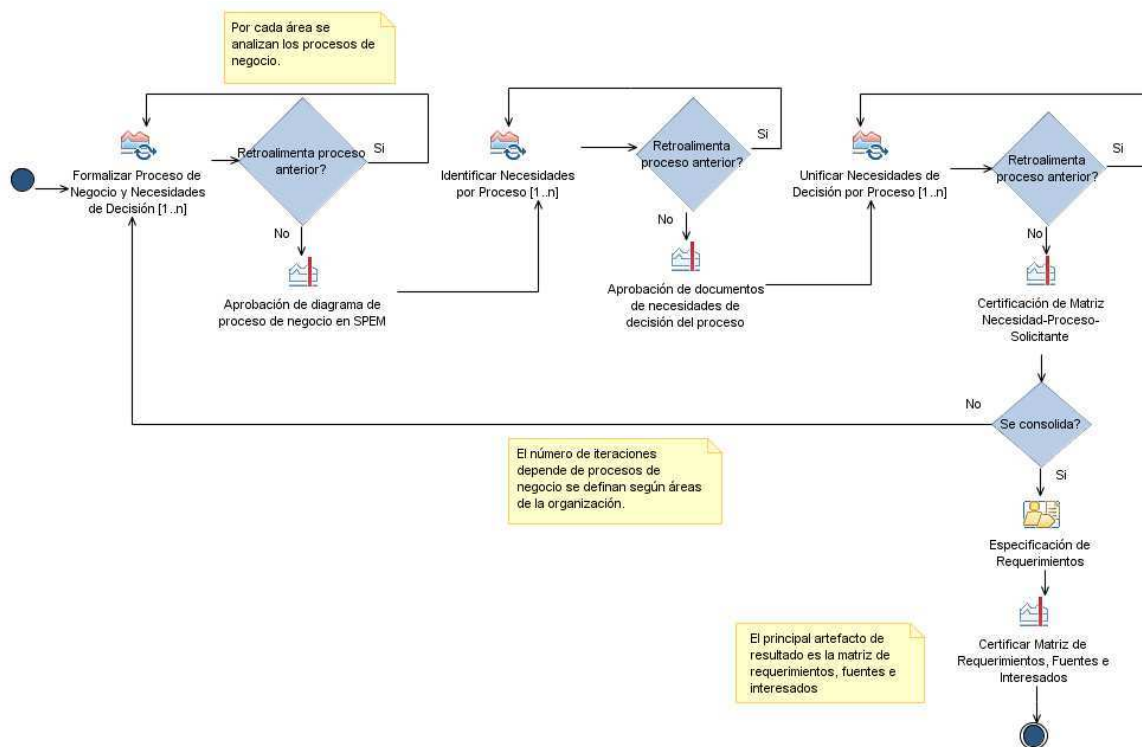 Por cada área se
analizan los procesos de
negocio.
Formalizar Proceso de
Negocio y Necesidades
de Decisión [1..n]
Retroalimenta proceso
anterior?
Si
No
Aprobación de diagrama de
proceso de negocio en SPEM
Identificar Necesidades
por Proceso [1..n]
Retroalimenta
proceso anterior?
Si
No
Aprobación de documentos
de necesidades de
decisión del proceso
Unificar Necesidades de
Decisión por Proceso [1..n]
Retroalimenta
proceso anterior?
Si
No
Certificación de Matriz
Necesidad-Proceso-
Solicitante
Se consolida?
No
Si
El número de iteraciones
depende de procesos de
negocio se definan según áreas
de la organización.
Especificación de
Requerimientos
El principal artefacto de
resultado es la matriz de
requerimientos, fuentes e
interesados
Certificar Matriz de
Requerimientos, Fuentes e
Interesados